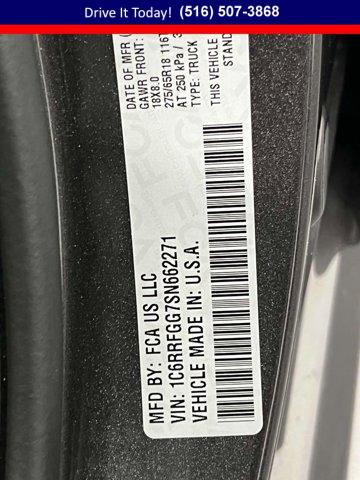 Drive It Today! (516) 507-3868
MFD BY: FCA US LLC
VIN: 1C6RRFGG7SN662271
VEHICLE MADE IN: U.S.A.
DATE OF MFR
GAWR FRONT:
18X8.0
275/65R18 116T
AT 250 kPa /
TYPE: TRUCK
THIS VEHICLE
STAND